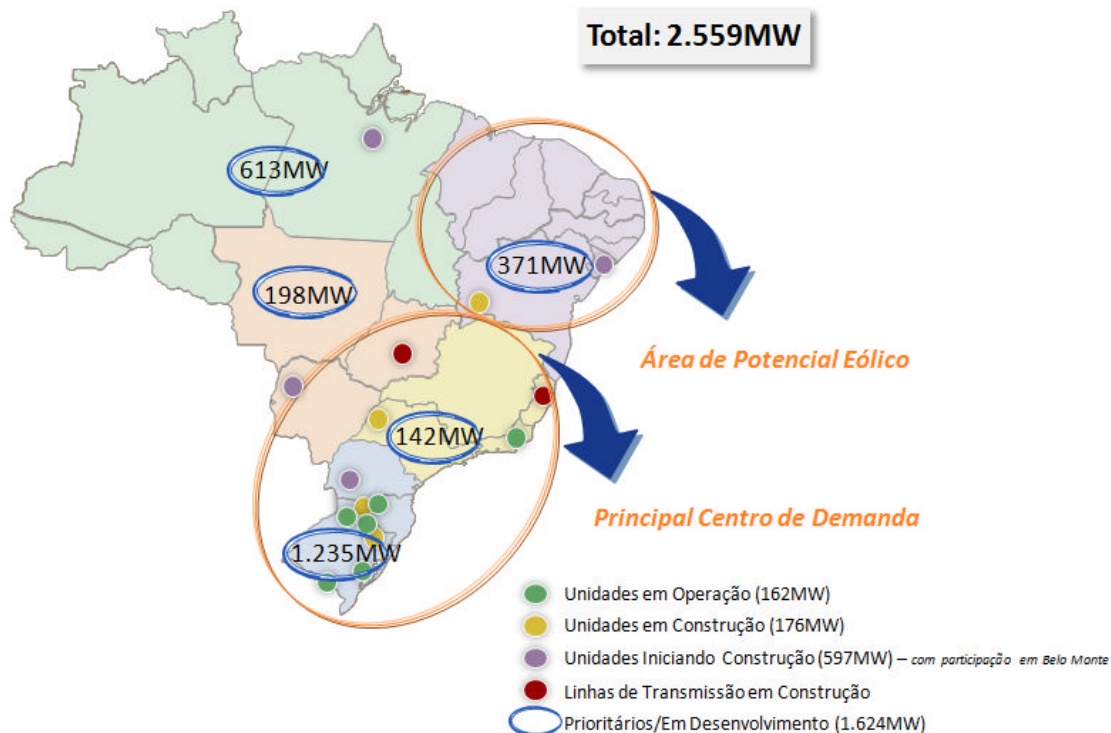 Total: 2.559MW
613MW
371MW
198MW
Área de Potencial Eólico
142MW
Principal Centro de Demanda
1.235MW
Unidades em Operação (162MW)
Unidades em Construção (176MW)
Unidades Iniciando Construção (597MW) – com participação em Belo Monte
Linhas de Transmissão em Construção
Prioritários/Em Desenvolvimento (1.624MW)